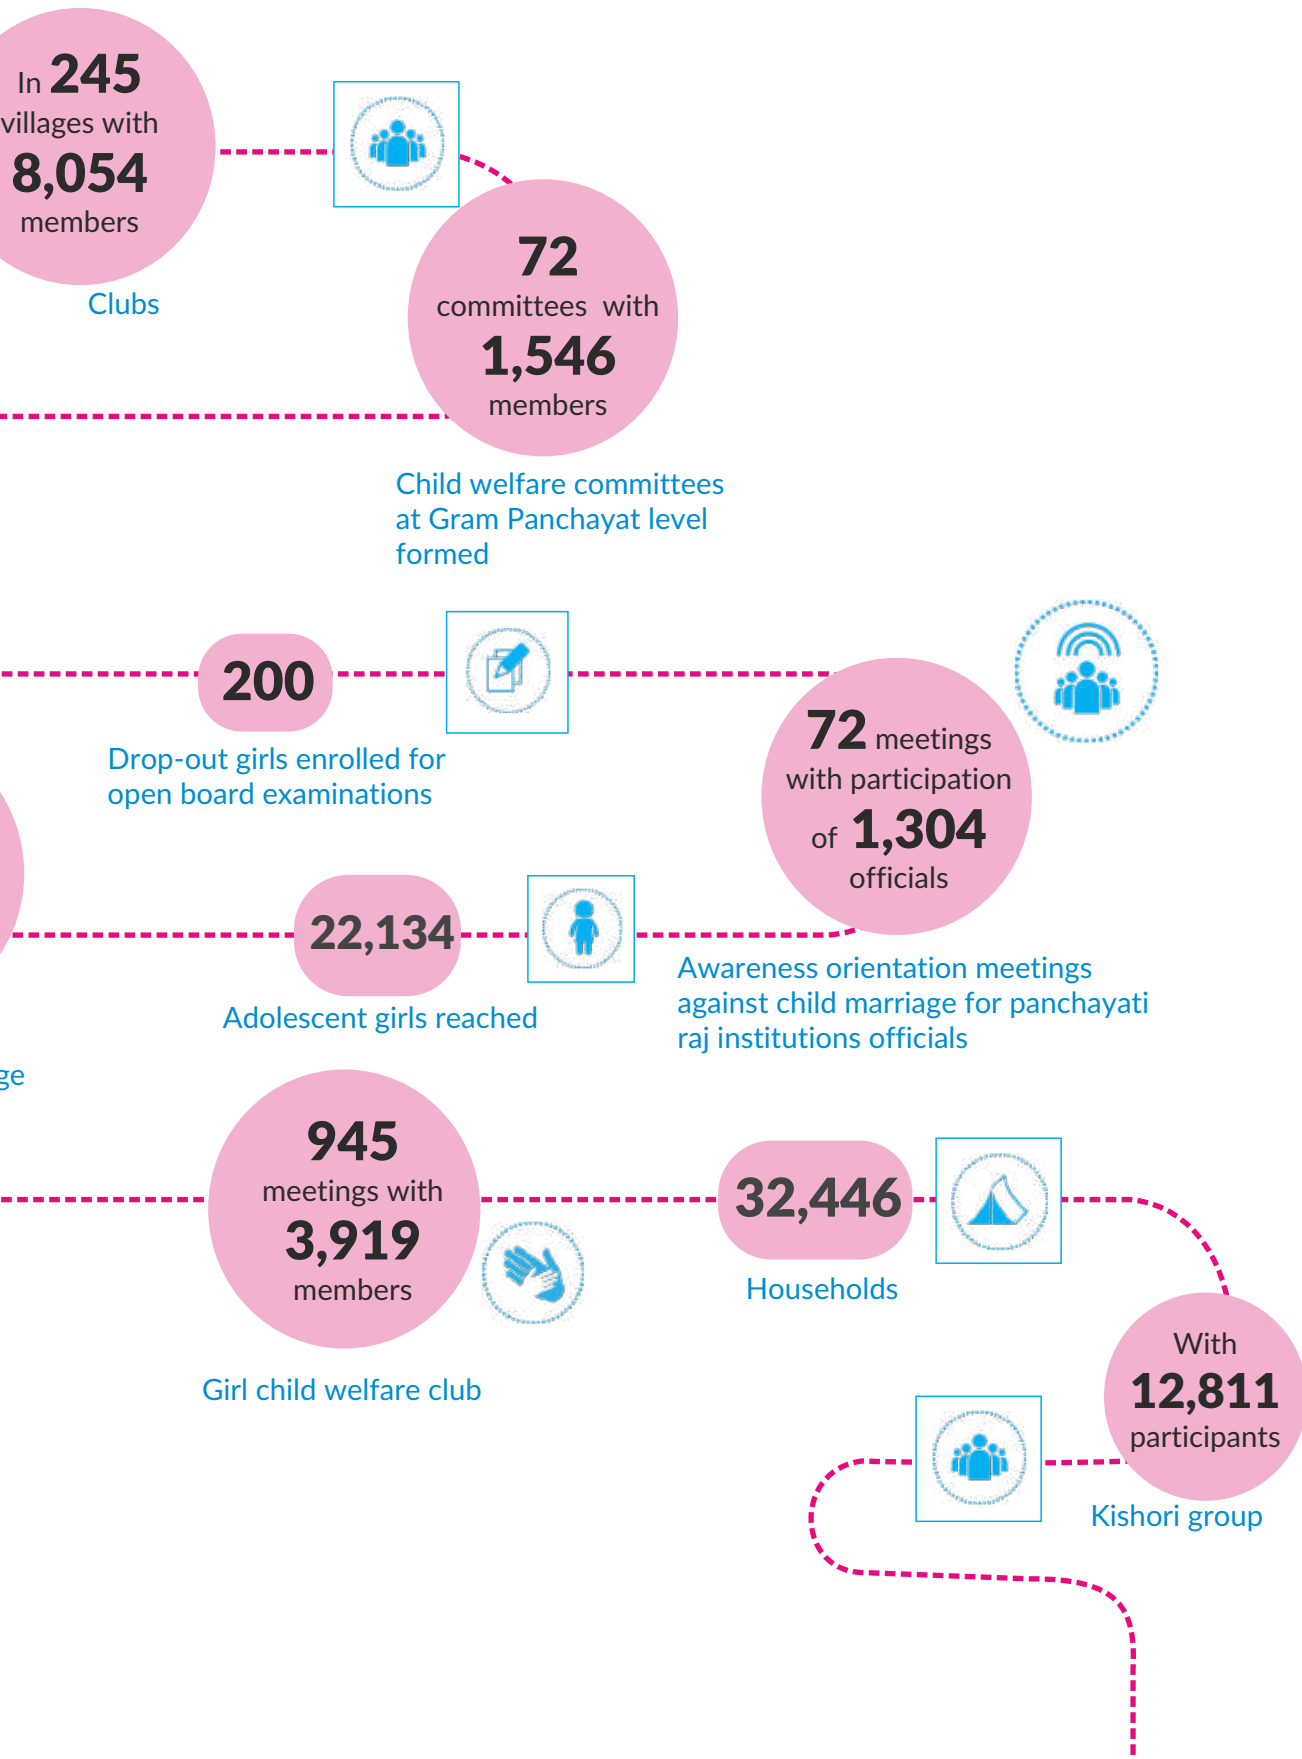 In 245
villages with
8,054
members
Clubs
72
committees with
1,546
members
Child welfare committees
at Gram Panchayat level
formed
200
Drop-out girls enrolled for
open board examinations
72 meetings
with participation
of 1,304
officials
Awareness orientation meetings
against child marriage for panchayati
raj institutions officials
22,134
Adolescent girls reached
ge
945
meetings with
3,919
members
Girl child welfare club
32,446
Households
With
12,811
participants
Kishori group